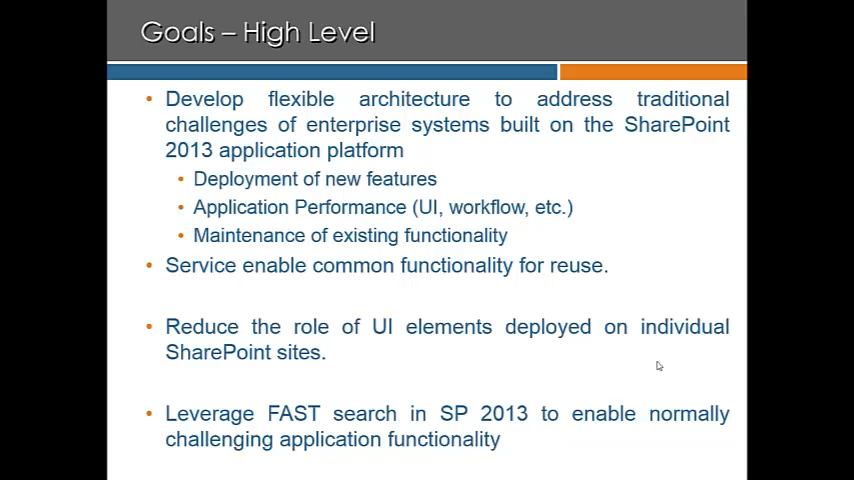 Goals – High Level
• Develop flexible architecture to address traditional
challenges of enterprise systems built on the SharePoint
2013 application platform
• Deployment of new features
• Application Performance (UI, workflow, etc.)
• Maintenance of existing functionality
• Service enable common functionality for reuse.
• Reduce the role of UI elements deployed on individual
SharePoint sites.
• Leverage FAST search in SP 2013 to enable normally
challenging application functionality